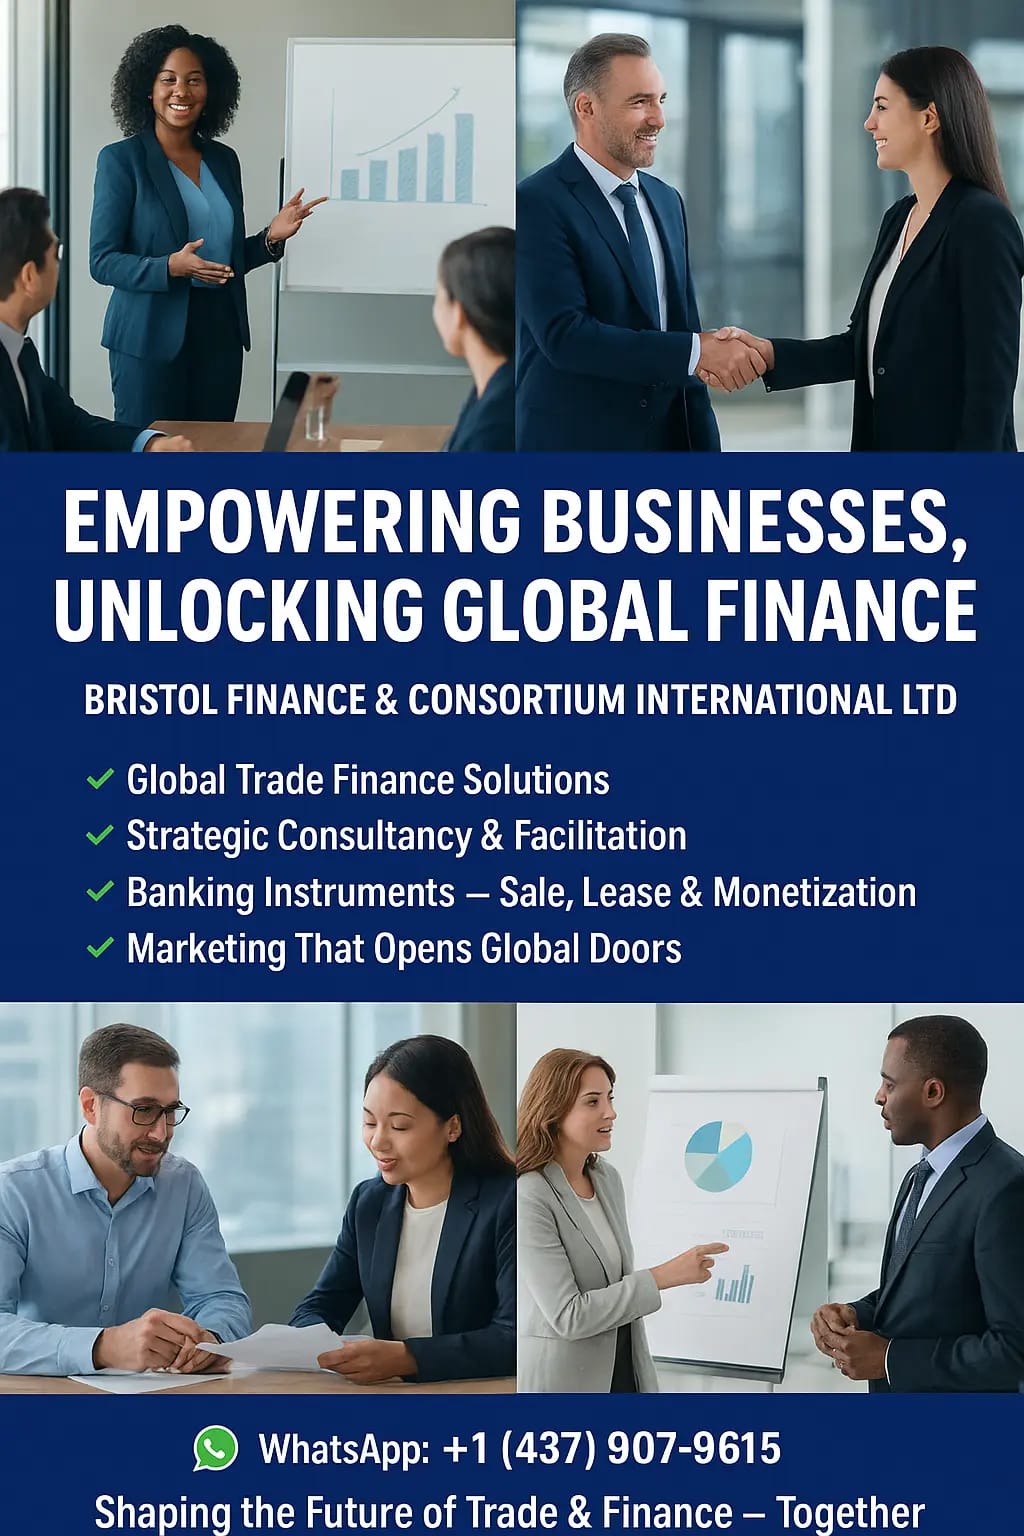 EMPOWERING BUSINESSES,
UNLOCKING GLOBAL FINANCE
BRISTOL FINANCE & CONSORTIUM INTERNATIONAL LTD
✓ Global Trade Finance Solutions
✓ Strategic Consultancy & Facilitation
✓ Banking Instruments – Sale, Lease & Monetization
✓ Marketing That Opens Global Doors
WhatsApp: +1 (437) 907-9615
Shaping the Future of Trade & Finance – Together